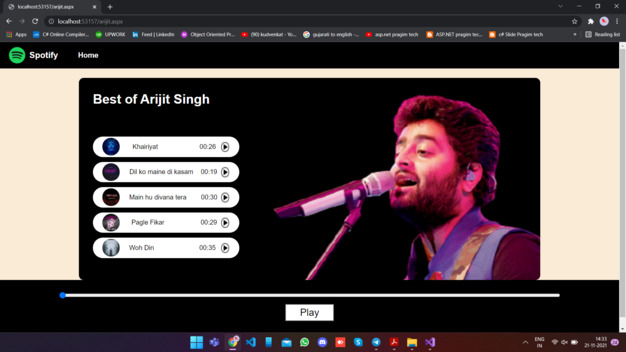 localhost:53157/arijit.aspx
localhost:53157/arijit.aspx
Apps
C# Online Compiler...
UPWORK
Feed | LinkedIn
Object Oriented Pr...
(90) kudvenkat - Yo...
gujarati to english -...
asp.net pragim tech
ASP.NET pragim tec...
c# Slide Pragim tech
»
Reading list
Spotify
Home
Best of Arijit Singh
Khairiyat 00:26
Dil ko maine di kasam 00:19
Main hu divana tera 00:30
Pagle Fikar 00:29
Woh Din 00:35
Play
ENG
IN
14:33
21-11-2021